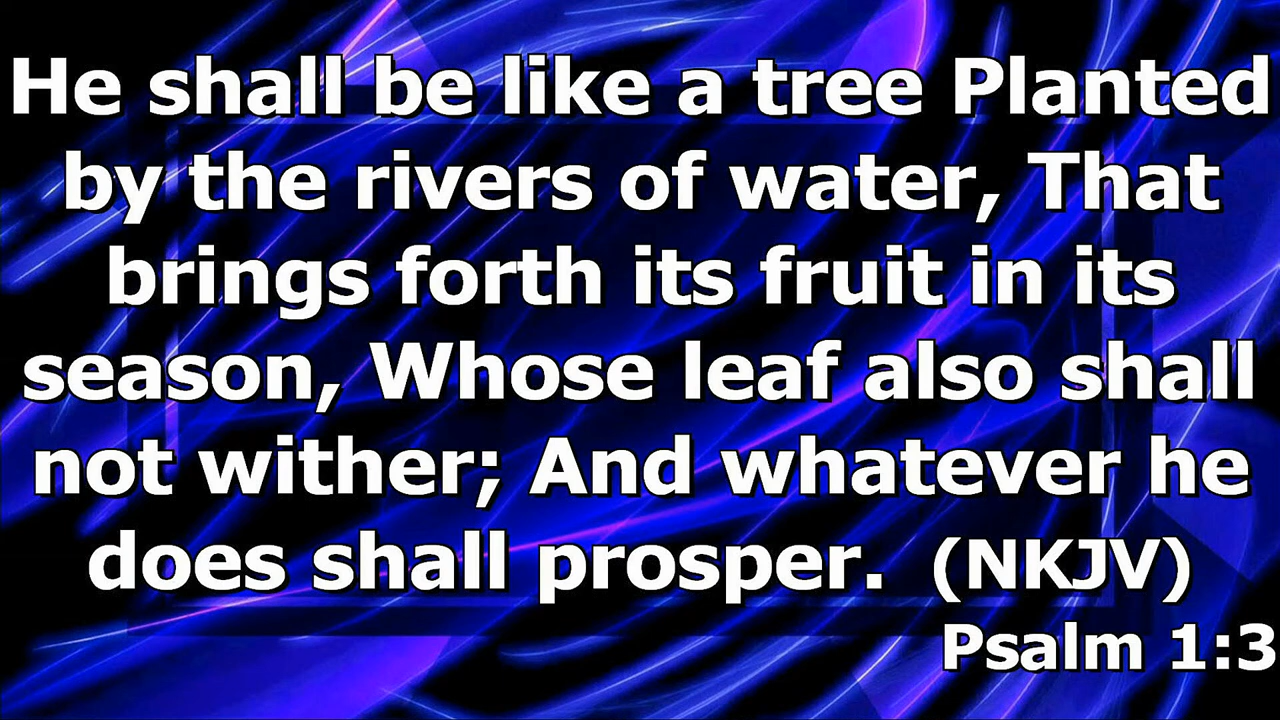 He shall be like a tree Planted
by the rivers of water, That
brings forth its fruit in its
season, Whose leaf also shall
not wither; And whatever he
does shall prosper.  (NKJV)
Psalm 1:3